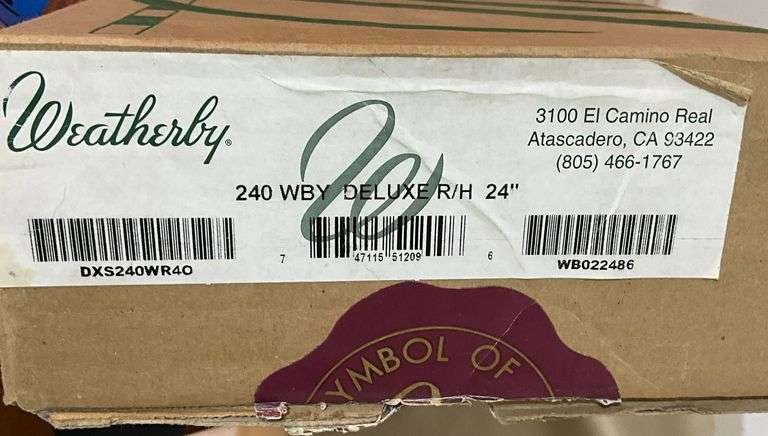 Weatherby®
3100 El Camino Real
Atascadero, CA 93422
(805) 466-1767
240 WBY DELUXE R/H 24"
DXS240WR4O
7 47115 51209 6
WB022486
SYMBOL OF